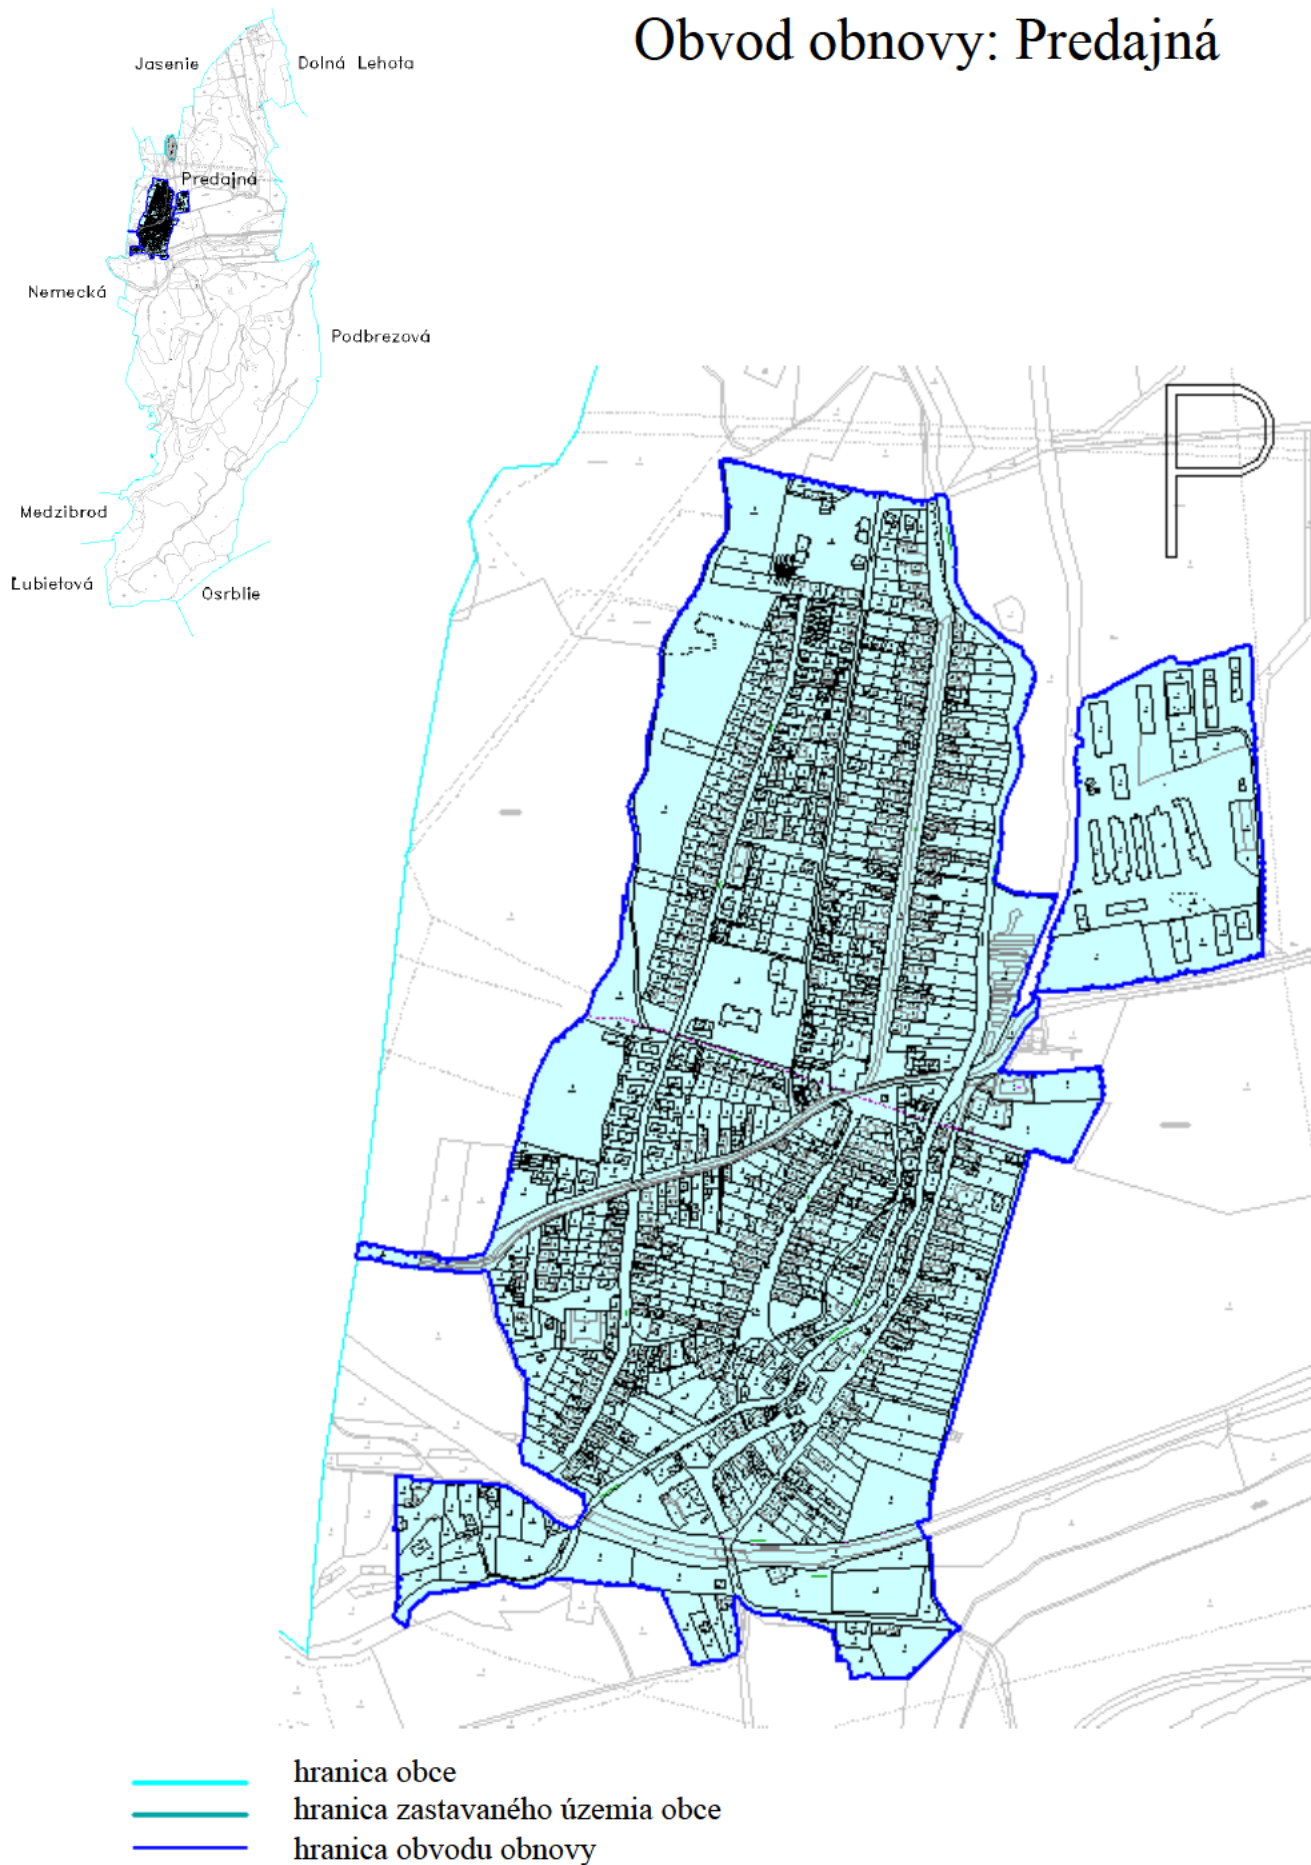 Obvod obnovy: Predajná
Jasenie
Dolná Lehota
Predajná
Nemecká
Podbrezová
Medzibrod
Ľubietová
Osrblie
P
hranica obce
hranica zastavaného územia obce
hranica obvodu obnovy